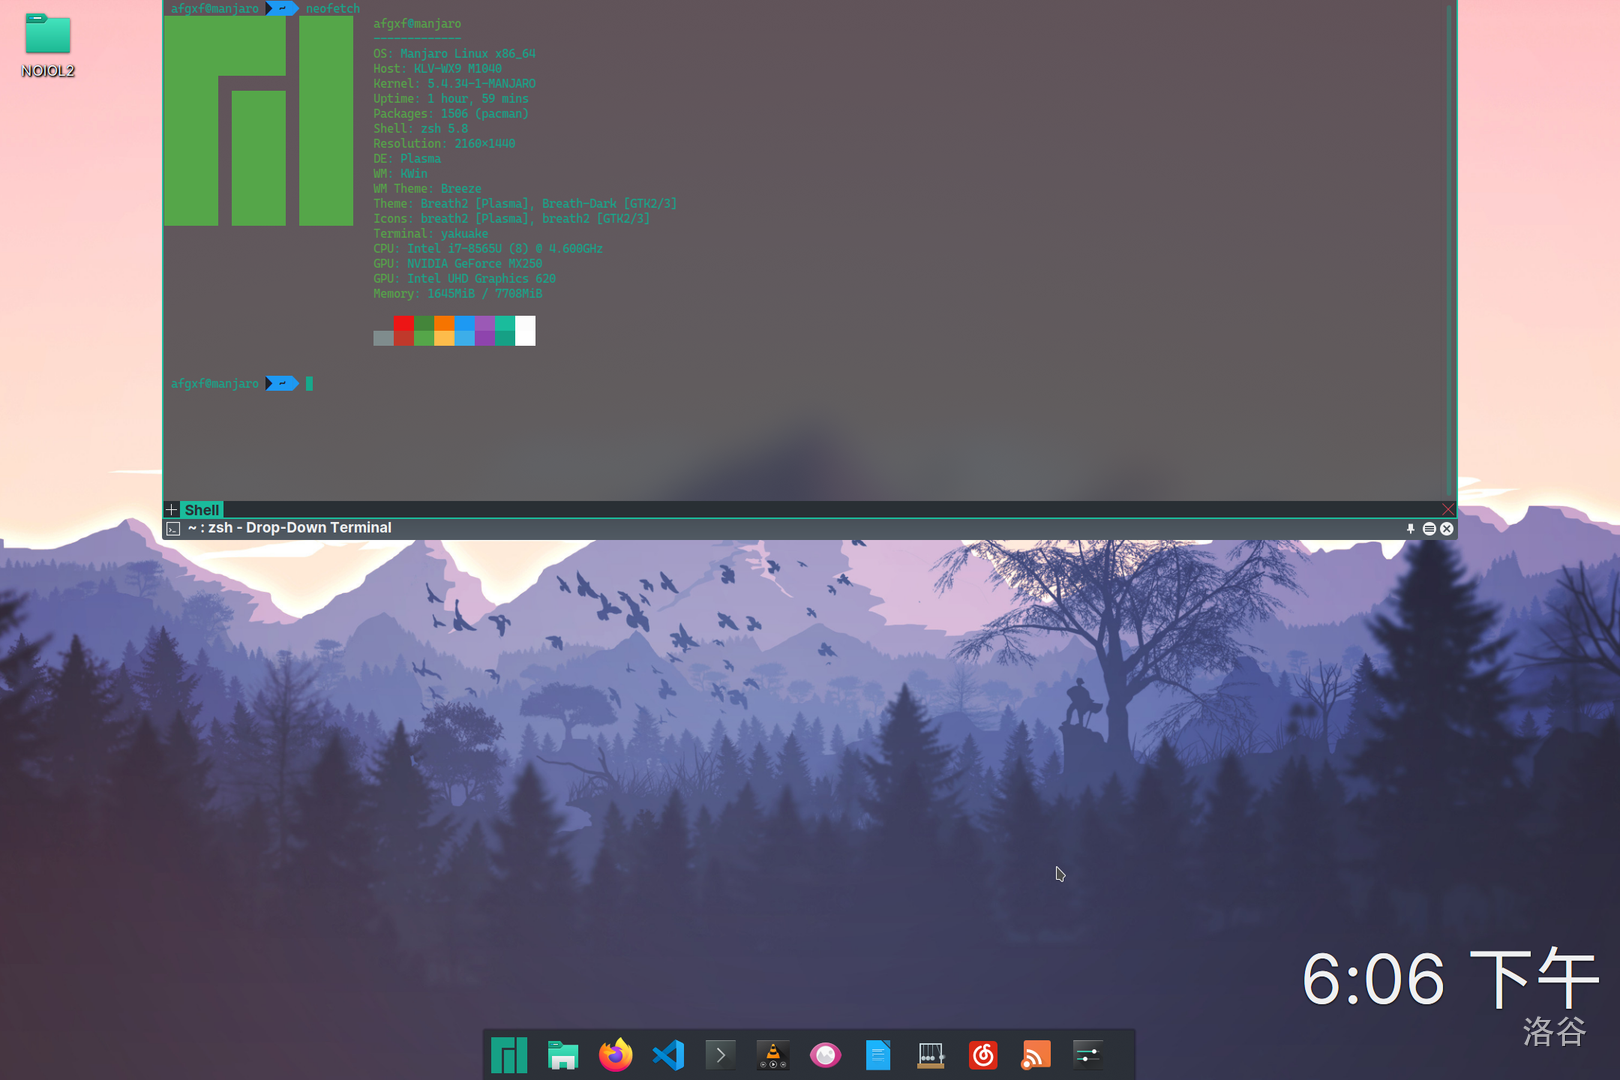 afgxf@manjaro ~ neofetch
afgxf@manjaro
-------------
OS: Manjaro Linux x86_64
Host: KLV-WX9 M1040
Kernel: 5.4.34-1-MANJARO
Uptime: 1 hour, 59 mins
Packages: 1506 (pacman)
Shell: zsh 5.8
Resolution: 2160x1440
DE: Plasma
WM: KWin
WM Theme: Breeze
Theme: Breath2 [Plasma], Breath-Dark [GTK2/3]
Icons: breath2 [Plasma], breath2 [GTK2/3]
Terminal: yakuake
CPU: Intel i7-8565U (8) @ 4.600GHz
GPU: NVIDIA GeForce MX250
GPU: Intel UHD Graphics 620
Memory: 1645MiB / 7708MiB
afgxf@manjaro ~
Shell
~ : zsh - Drop-Down Terminal
NOIOL2
6:06 下午
洛谷